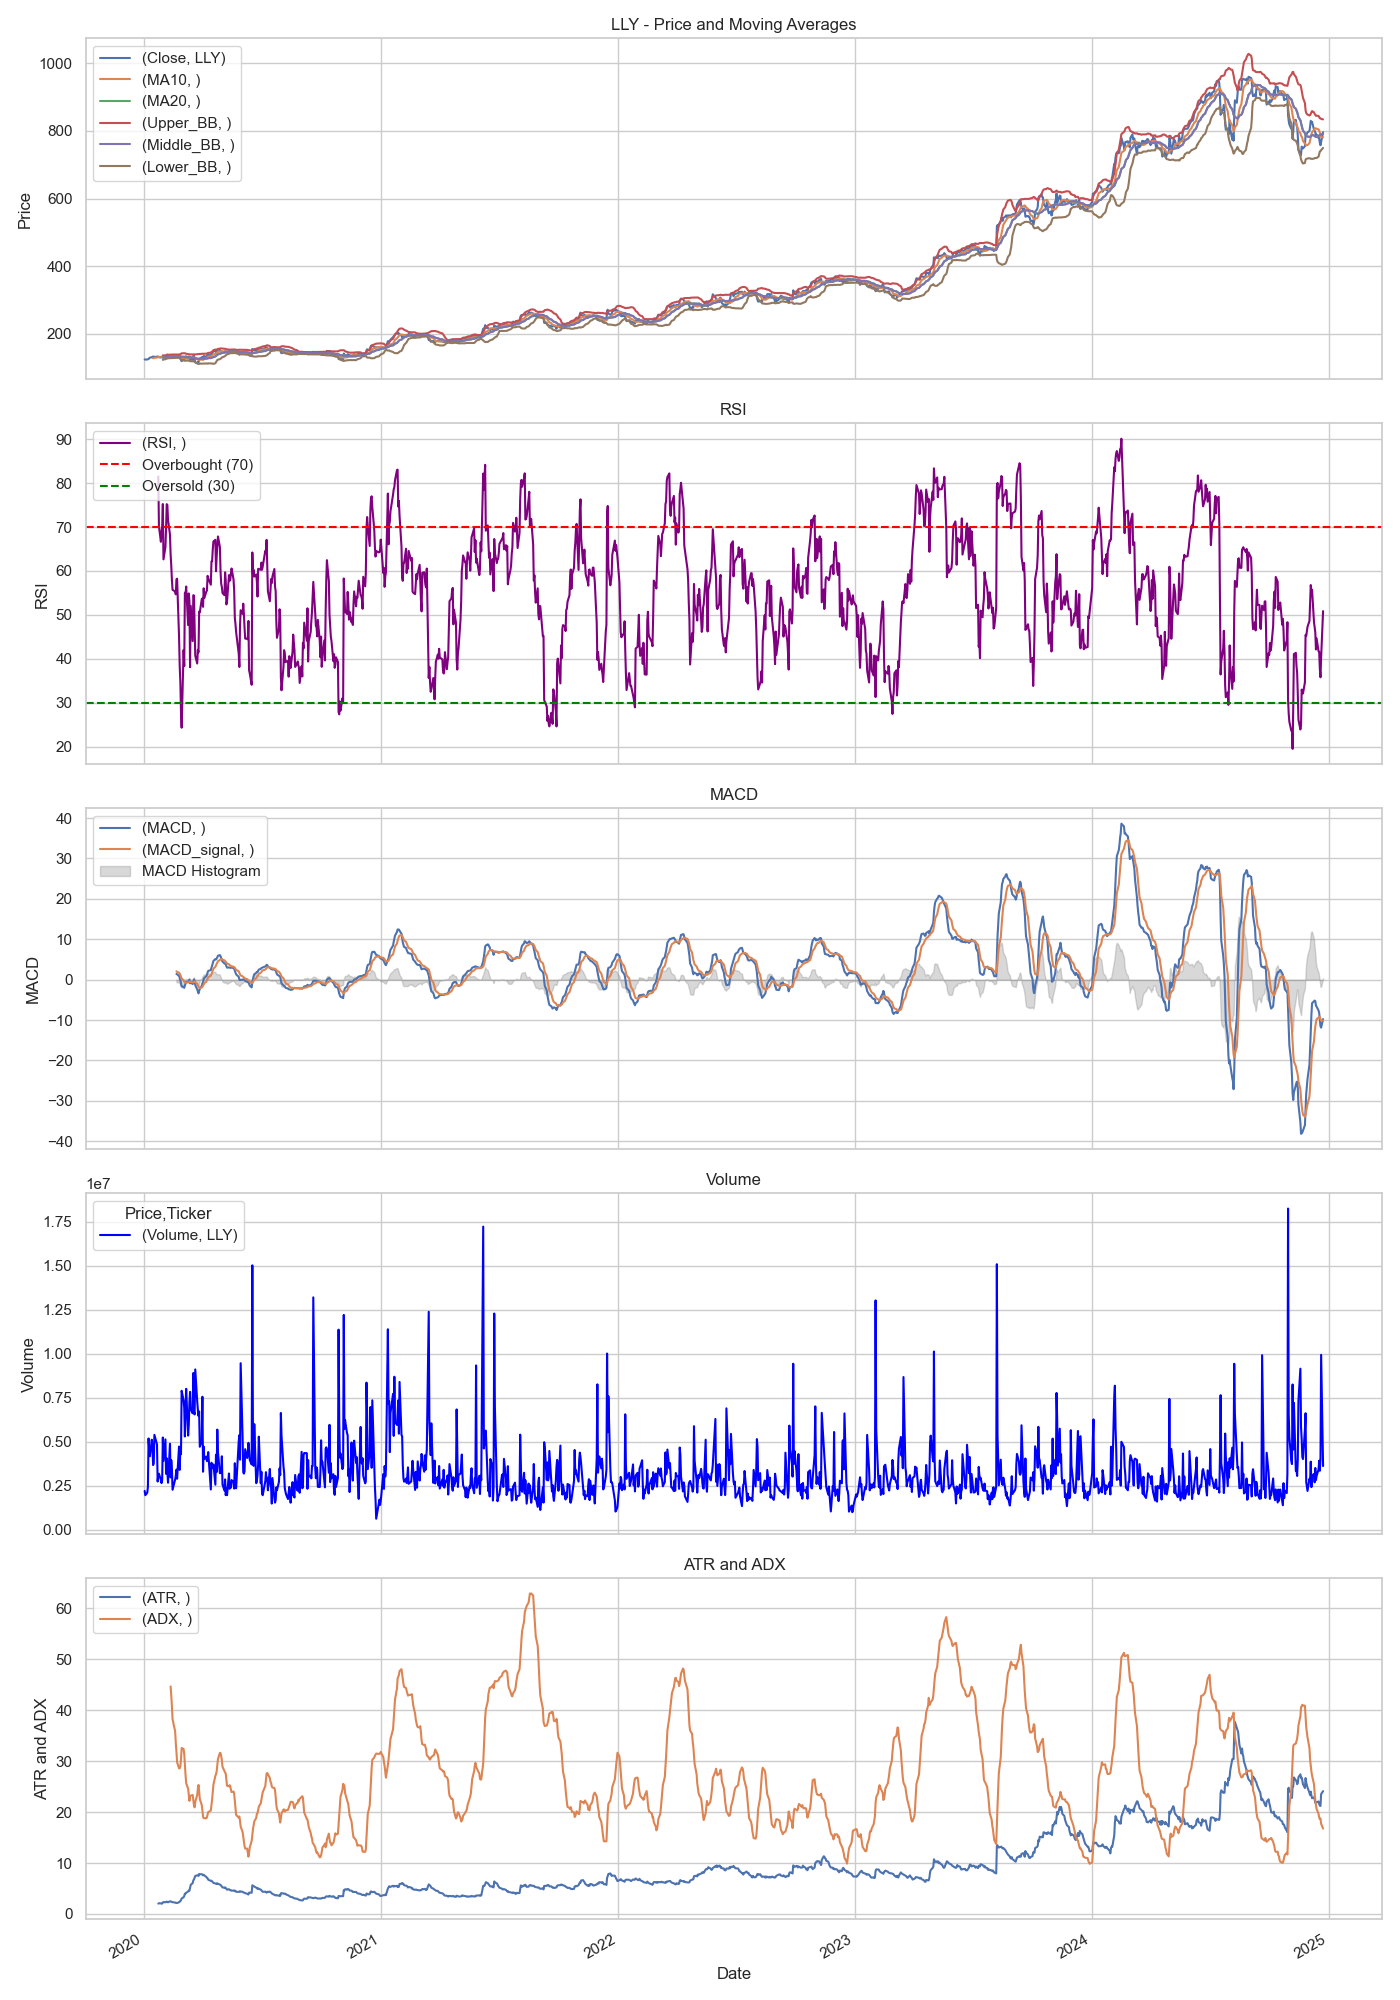 LLY - Price and Moving Averages
(Close, LLY)
(MA10, )
(MA20, )
(Upper_BB, )
(Middle_BB, )
(Lower_BB, )
1000
800
600
400
200
Price
RSI
(RSI, )
Overbought (70)
Oversold (30)
90
80
70
60
50
40
30
20
RSI
MACD
(MACD, )
(MACD_signal, )
MACD Histogram
40
30
20
10
0
−10
−20
−30
−40
MACD
Volume
1e7
Price,Ticker
(Volume, LLY)
1.75
1.50
1.25
1.00
0.75
0.50
0.25
0.00
Volume
ATR and ADX
(ATR, )
(ADX, )
60
50
40
30
20
10
0
ATR and ADX
2020
2021
2022
2023
2024
2025
Date